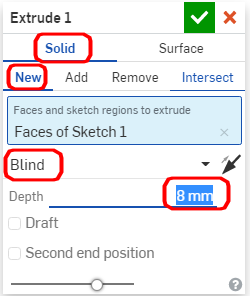 Extrude 1
Solid Surface
New Add Remove Intersect
Faces and sketch regions to extrude
Faces of Sketch 1
Blind
Depth 8 mm
Draft
Second end position